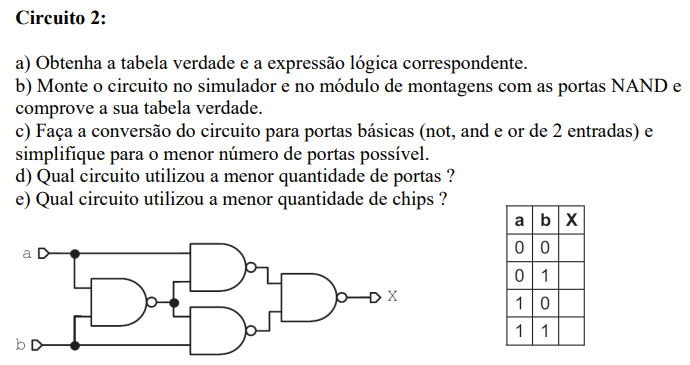 Circuito 2:
a) Obtenha a tabela verdade e a expressão lógica correspondente.
b) Monte o circuito no simulador e no módulo de montagens com as portas NAND e
comprove a sua tabela verdade.
c) Faça a conversão do circuito para portas básicas (not, and e or de 2 entradas) e
simplifique para o menor número de portas possível.
d) Qual circuito utilizou a menor quantidade de portas ?
e) Qual circuito utilizou a menor quantidade de chips ?
a b X
0 0
0 1
1 0
1 1
a
X
b